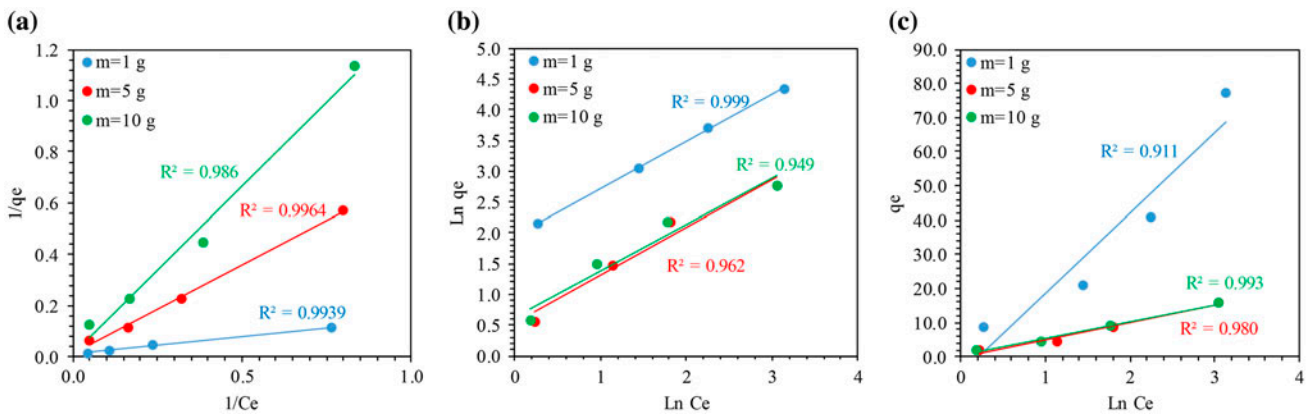 (a)
1/qe
1.2
1.0
0.8
0.6
0.4
0.2
0.0
m=1 g
m=5 g
m=10 g
R² = 0.986
R² = 0.9964
R² = 0.9939
0.0
0.5
1.0
1/Ce
(b)
Ln qe
5.0
4.5
4.0
3.5
3.0
2.5
2.0
1.5
1.0
0.5
0.0
m=1 g
m=5 g
m=10 g
R² = 0.999
R² = 0.949
R² = 0.962
0
1
2
3
4
Ln Ce
(c)
qe
90.0
80.0
70.0
60.0
50.0
40.0
30.0
20.0
10.0
0.0
m=1 g
m=5 g
m=10 g
R² = 0.911
R² = 0.993
R² = 0.980
0
1
2
3
4
Ln Ce